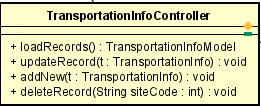 TransportationInfoController
+ loadRecords() : TransportationInfoModel
+ updateRecord(t : TransportationInfo) : void
+ addNew(t : TransportationInfo) : void
+ deleteRecord(String siteCode : int) : void